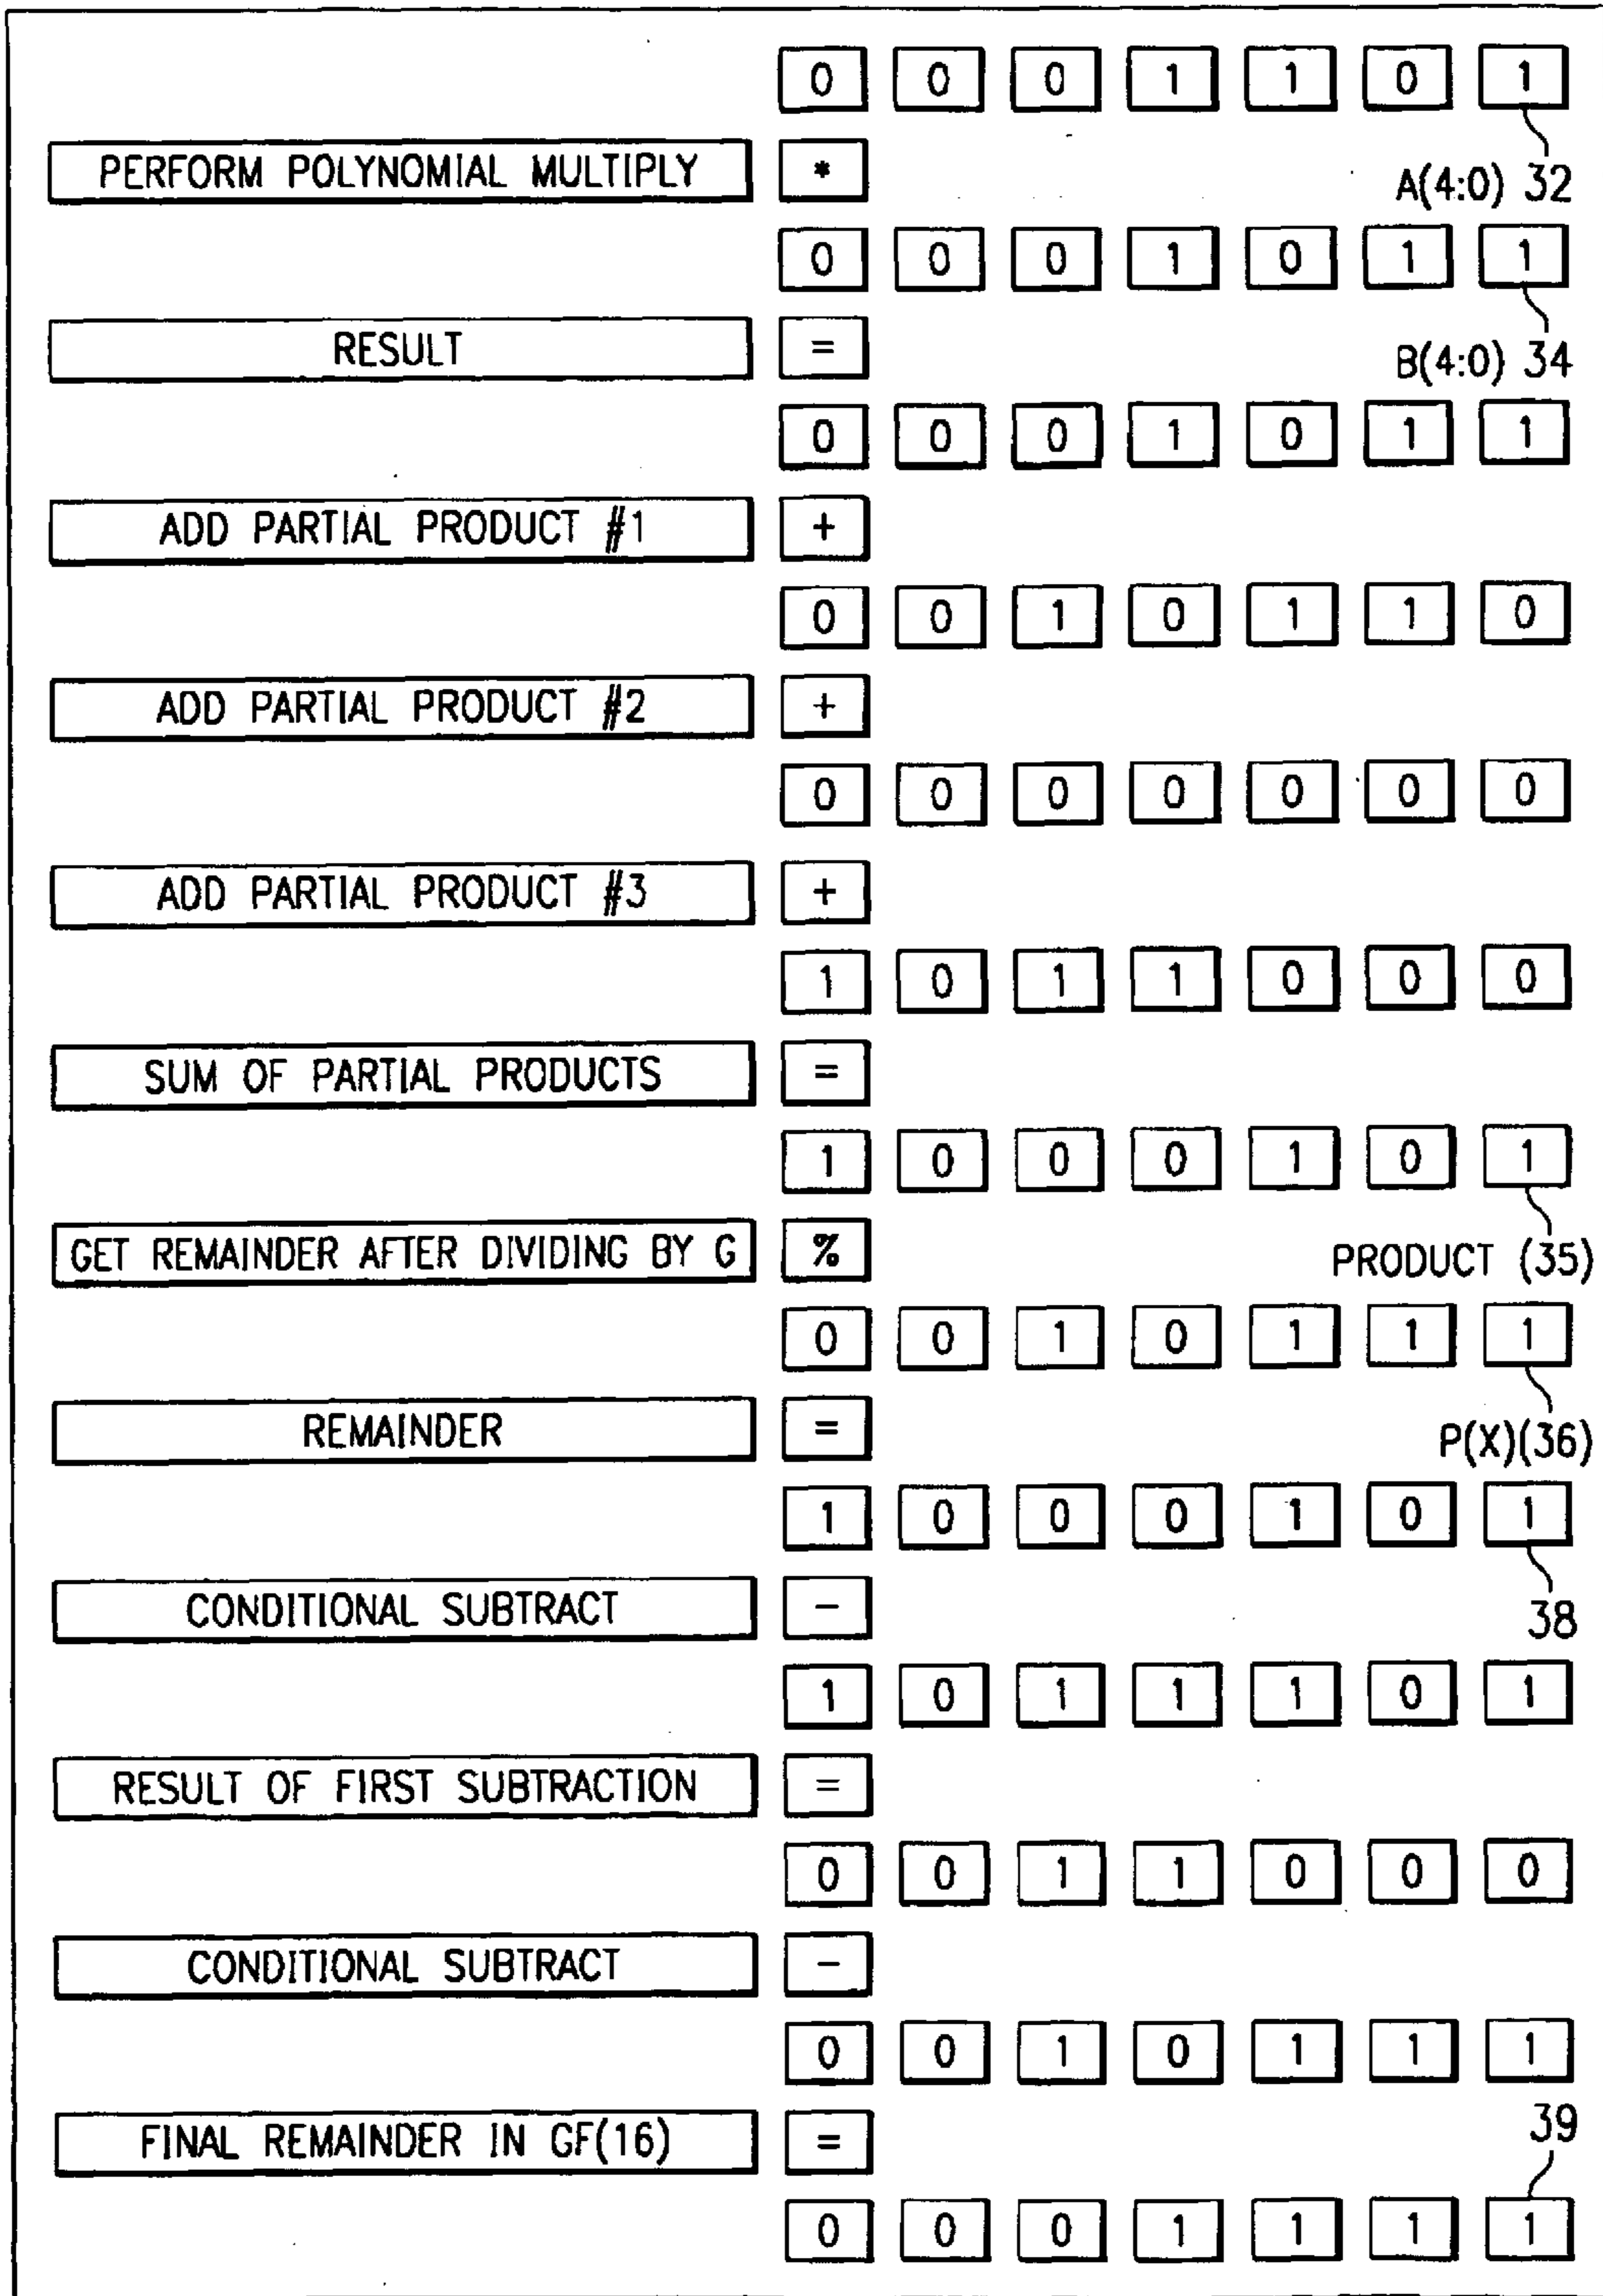 0 0 0 1 1 0 1
PERFORM POLYNOMIAL MULTIPLY *
A(4:0) 32
0 0 0 1 0 1 1
RESULT =
B(4:0) 34
0 0 0 1 0 1 1
ADD PARTIAL PRODUCT #1 +
0 0 1 0 1 1 0
ADD PARTIAL PRODUCT #2 +
0 0 0 0 0 0 0
ADD PARTIAL PRODUCT #3 +
1 0 1 1 0 0 0
SUM OF PARTIAL PRODUCTS =
1 0 0 0 1 0 1
GET REMAINDER AFTER DIVIDING BY G %
PRODUCT (35)
0 0 1 0 1 1 1
REMAINDER =
P(X)(36)
1 0 0 0 1 0 1
CONDITIONAL SUBTRACT -
38
1 0 1 1 1 0 1
RESULT OF FIRST SUBTRACTION =
0 0 1 1 0 0 0
CONDITIONAL SUBTRACT -
0 0 1 0 1 1 1
FINAL REMAINDER IN GF(16) =
39
0 0 0 1 1 1 1